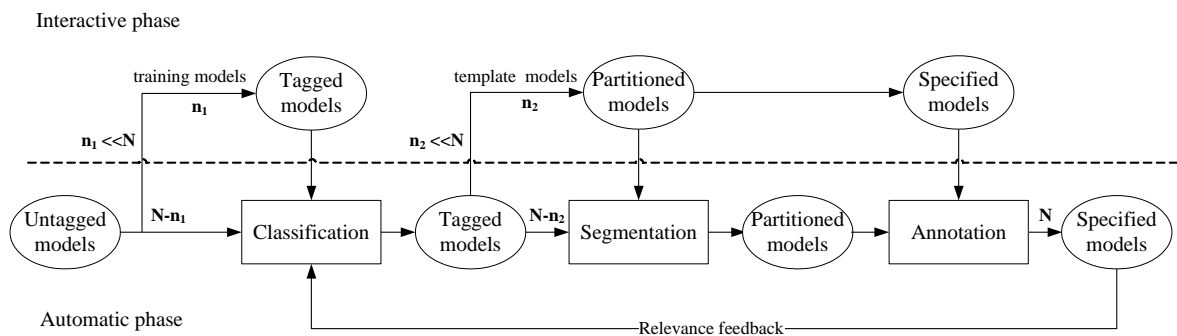 Interactive phase
training models
n1
Tagged
models
template models
n2
Partitioned
models
Specified
models
n1 <<N
n2 <<N
Untagged
models
N-n1
Classification
Tagged
models
N-n2
Segmentation
Partitioned
models
Annotation
N
Specified
models
Automatic phase
Relevance feedback